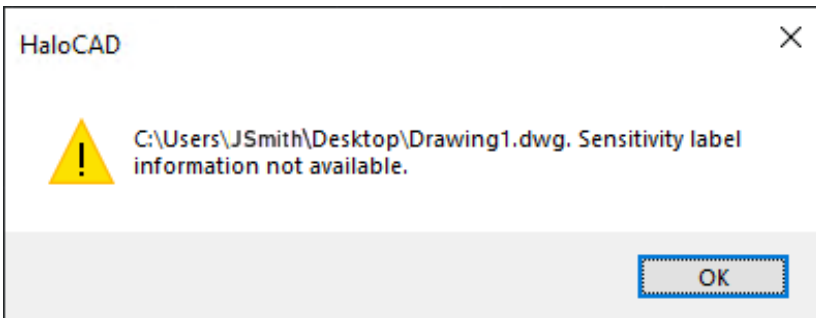 HaloCAD
C:\Users\JSmith\Desktop\Drawing1.dwg. Sensitivity label
information not available.
OK